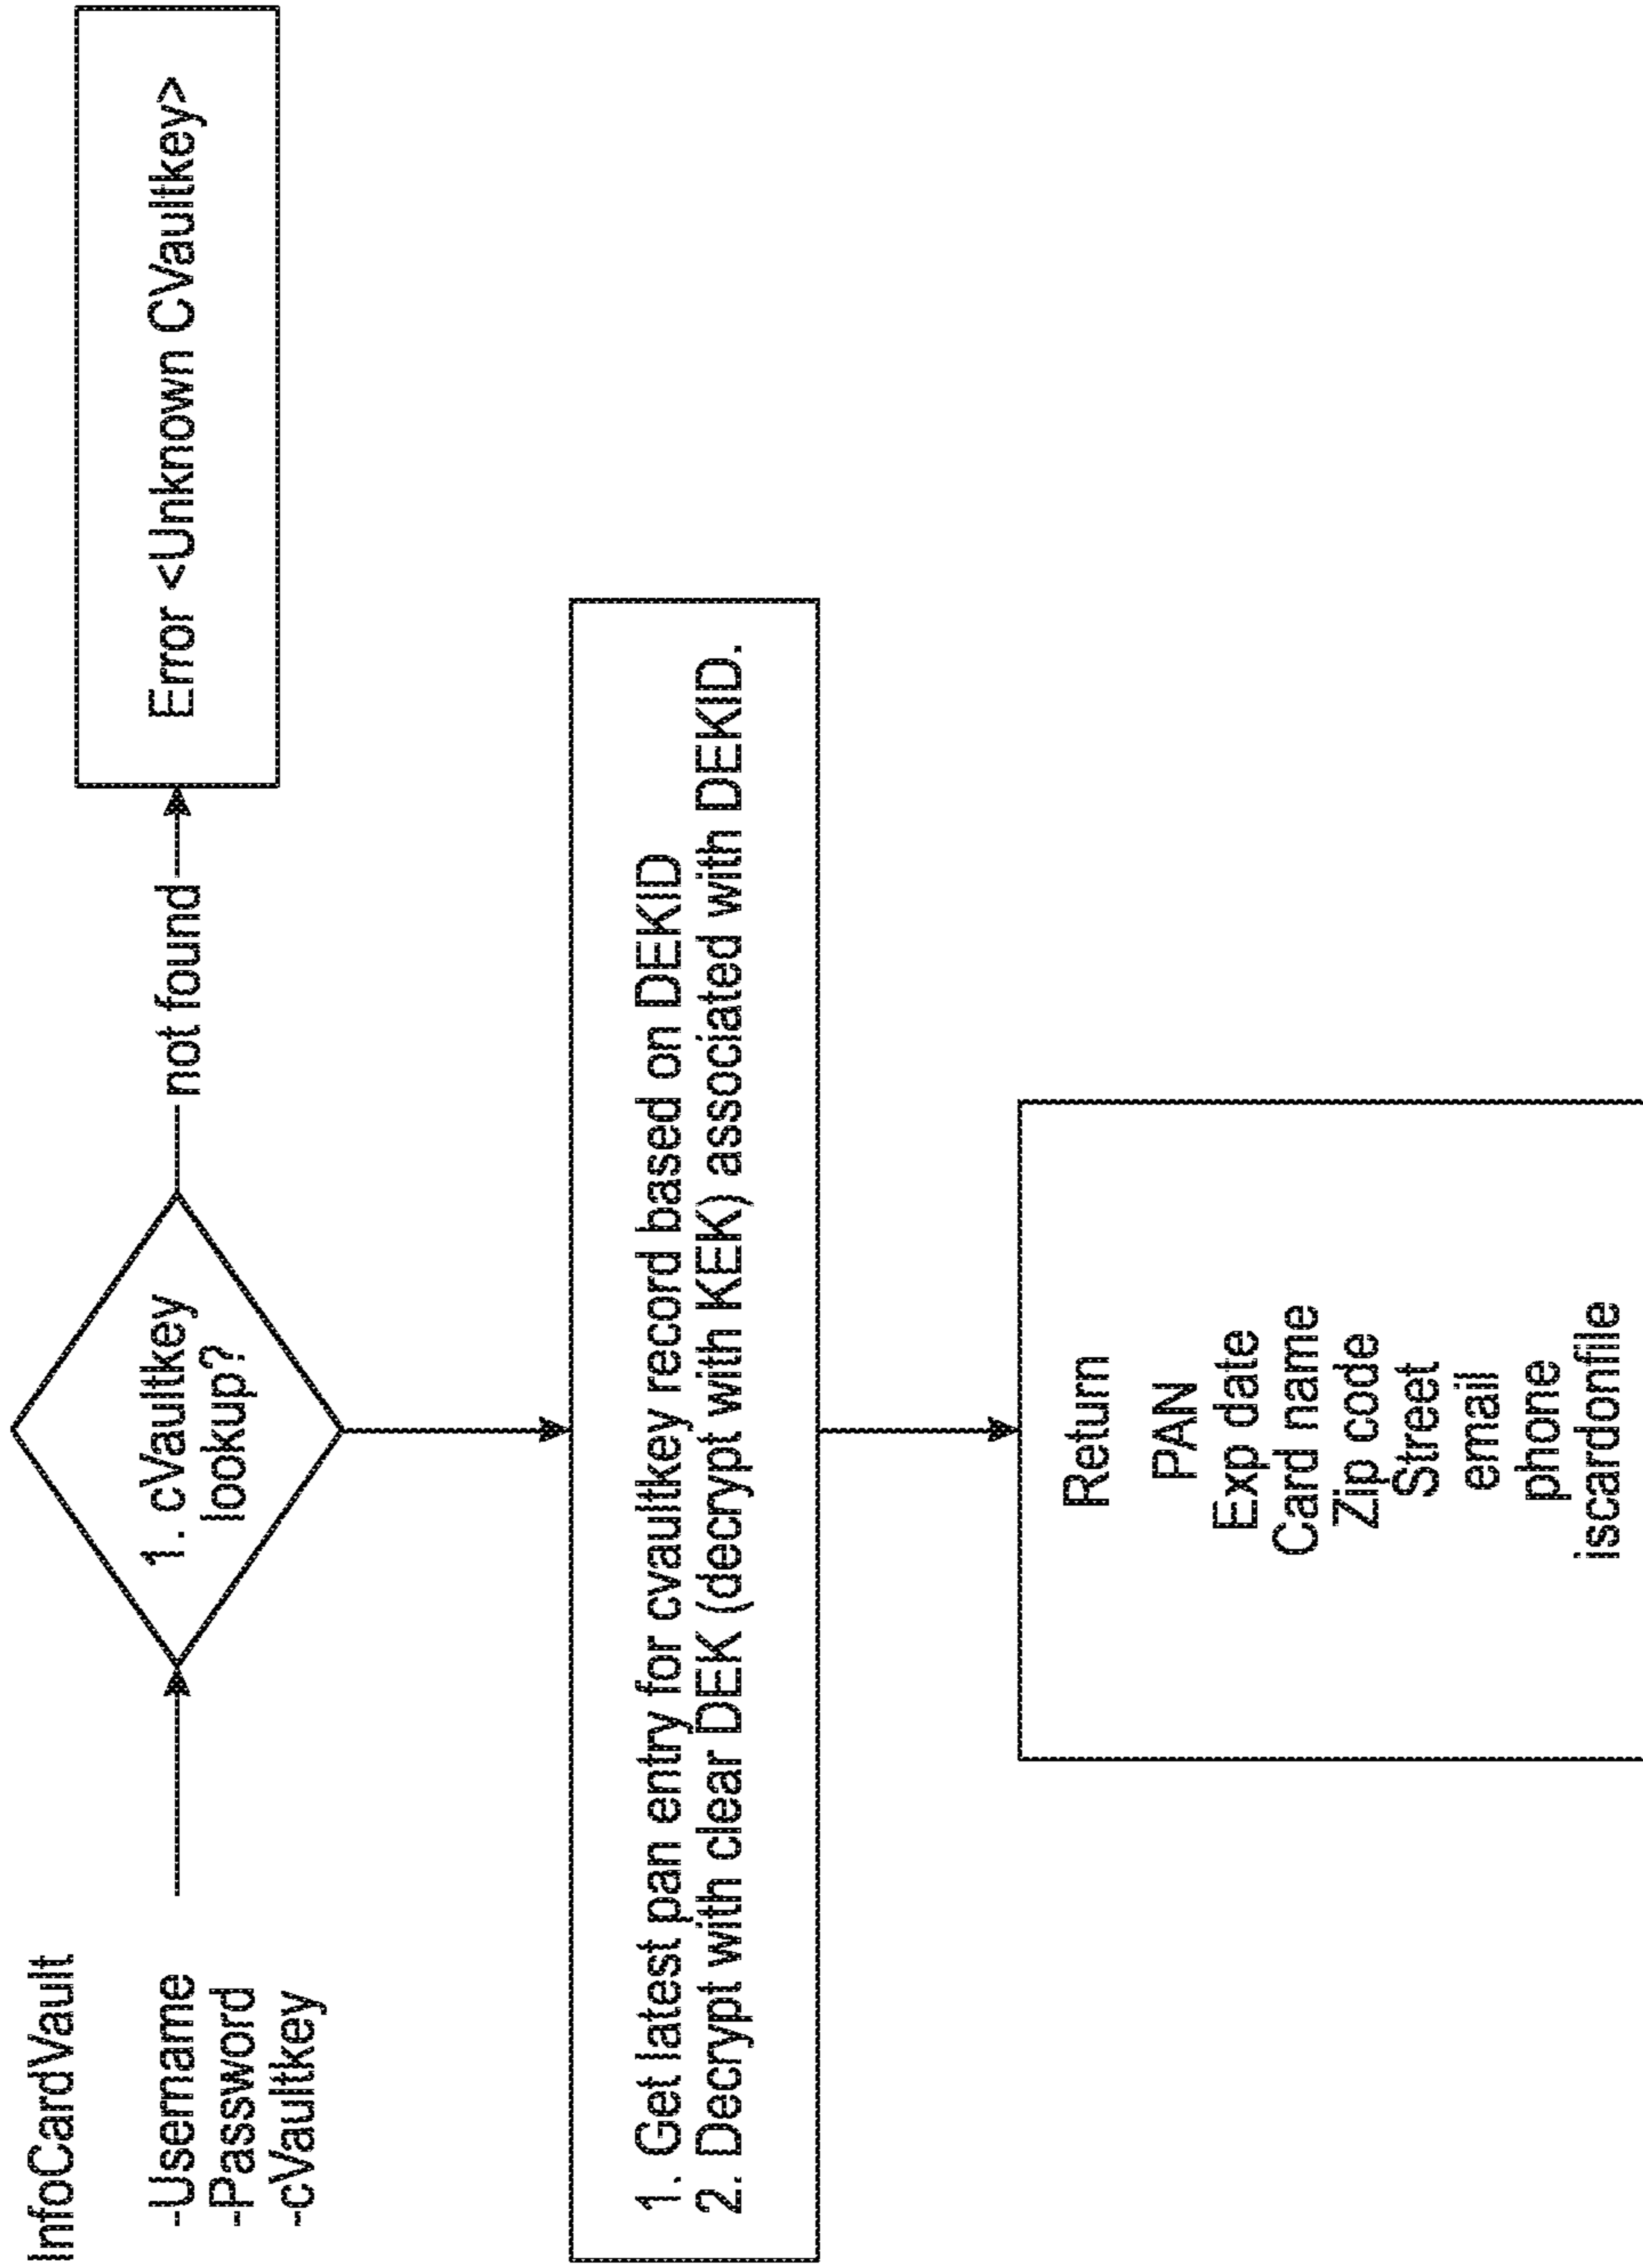 InfoCardVault
-Username
-Password
-cVaultkey
1. cVaultkey
lookup?
not found
Error <Unknown CVaultkey>
1. Get latest pan entry for cvaultkey record based on DEKID
2. Decrypt with clear DEK (decrypt with KEK) associated with DEKID.
Return
PAN
Exp date
Card name
Zip code
Street
email
phone
iscardonfile